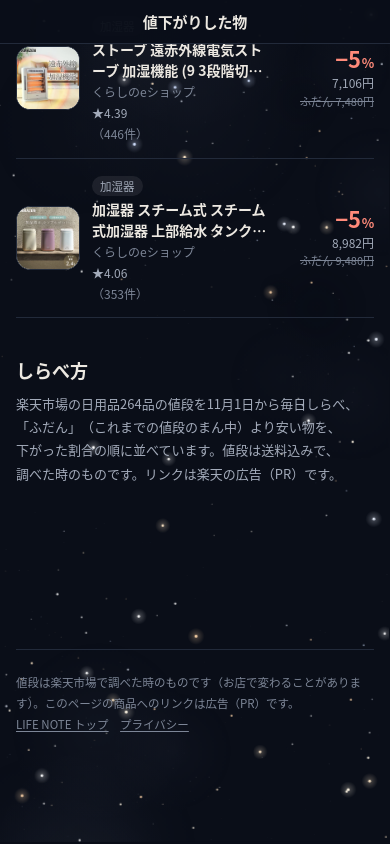 値下がりした物
ストーブ 遠赤外線電気スト
ーブ 加湿機能 (9 3段階切…
くらしのeショップ
★4.39
（446件）
−5%
7,106円
ふだん 7,480円
加湿器
加湿器 スチーム式 スチーム
式加湿器 上部給水 タンク…
くらしのeショップ
★4.06
（353件）
−5%
8,982円
ふだん 9,480円
しらべ方
楽天市場の日用品264品の値段を11月1日から毎日しらべ、
「ふだん」（これまでの値段のまん中）より安い物を、
下がった割合の順に並べています。値段は送料込みで、
調べた時のものです。リンクは楽天の広告（PR）です。
値段は楽天市場で調べた時のものです（お店で変わることがありま
す）。このページの商品へのリンクは広告（PR）です。
LIFE NOTE トップ プライバシー